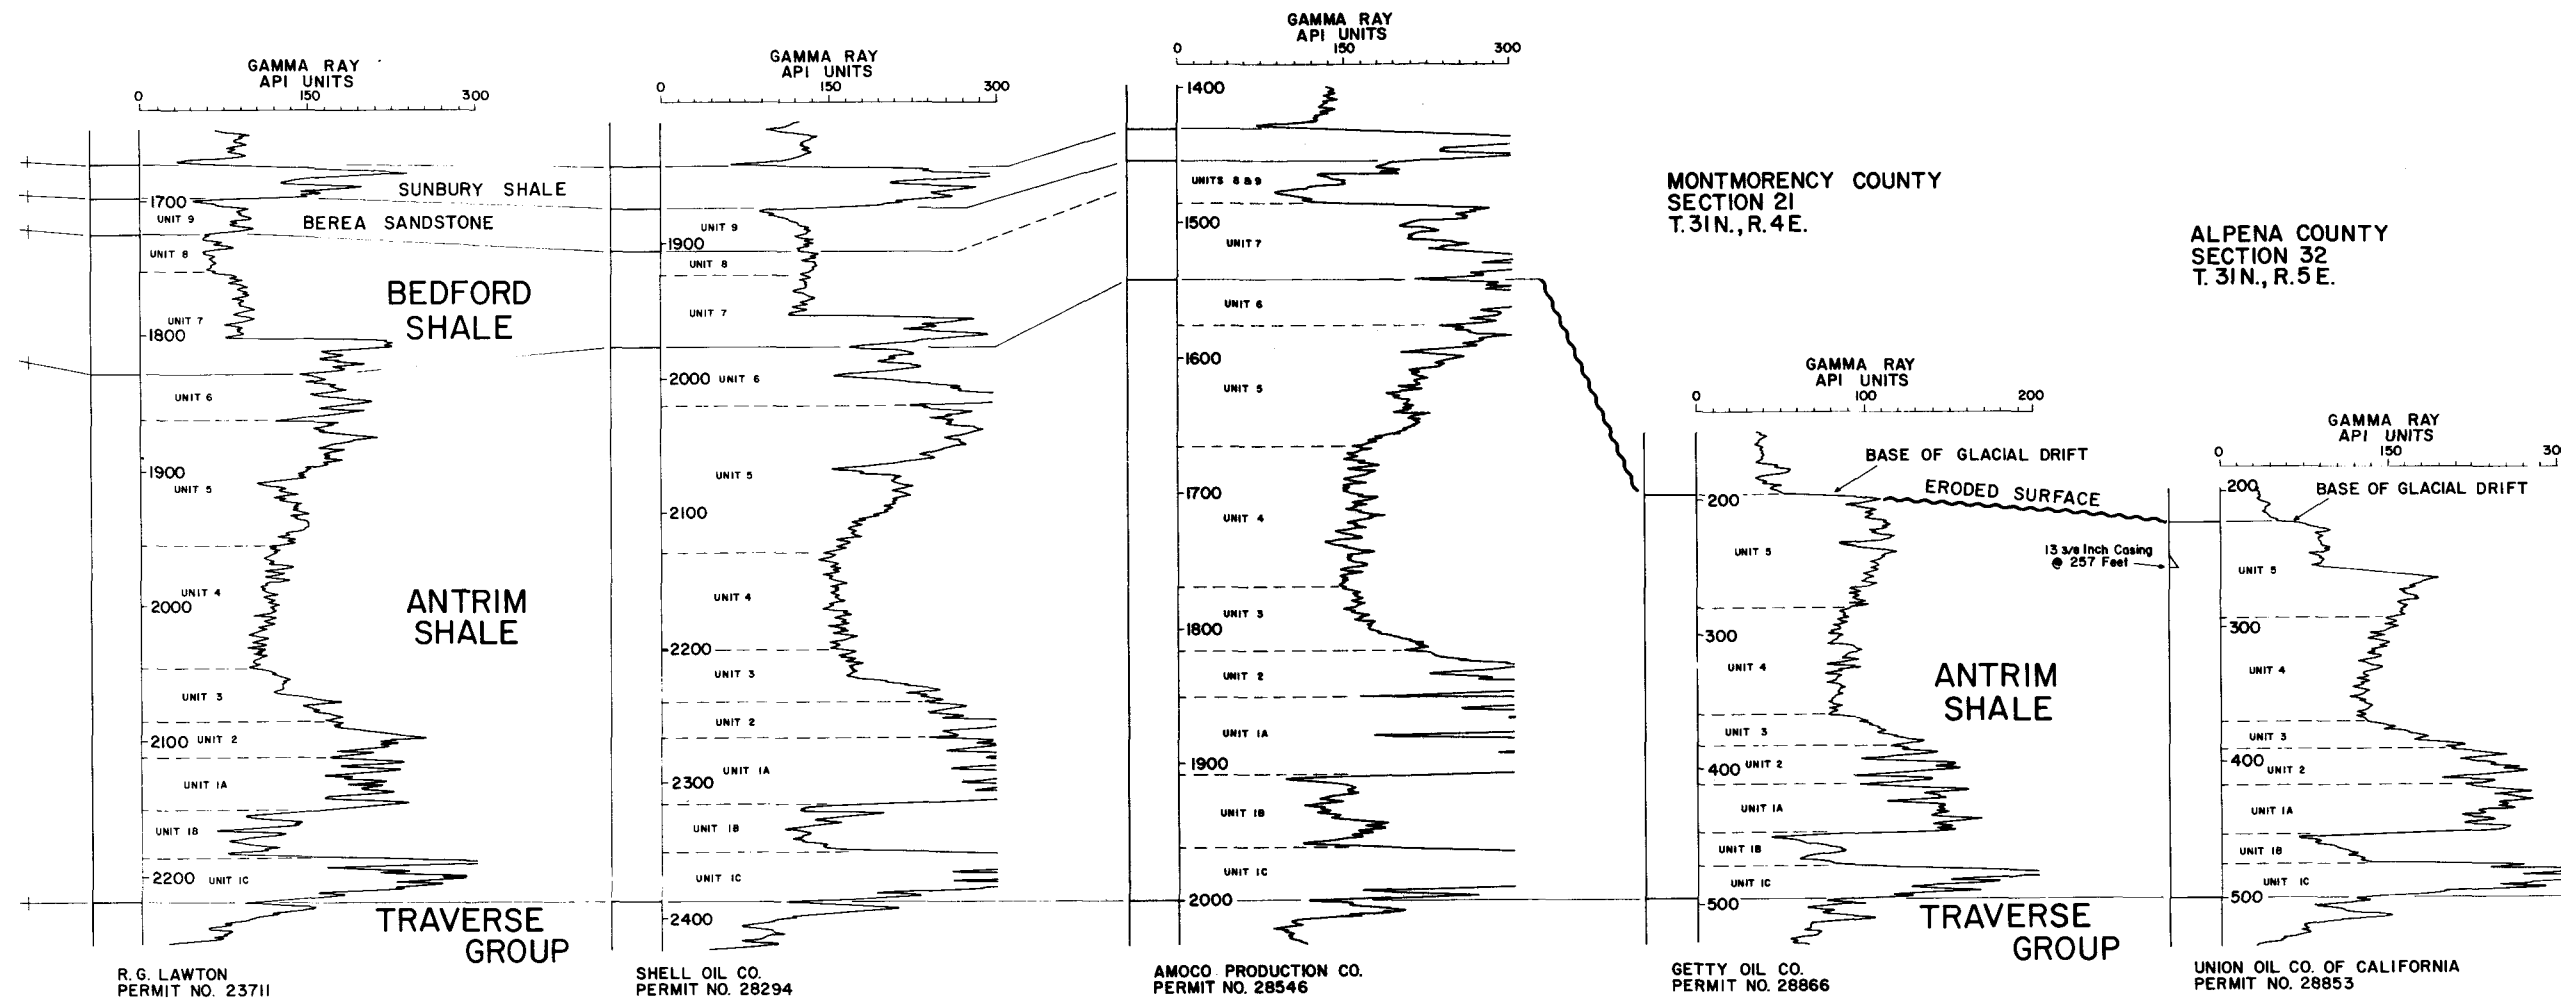 GAMMA RAY
API UNITS
0 150 300
1700
1800
1900
2000
2100
2200
UNIT 9
UNIT 8
UNIT 7
UNIT 6
UNIT 5
UNIT 4
UNIT 3
UNIT 2
UNIT 1A
UNIT 1B
UNIT 1C
SUNBURY SHALE
BEREA SANDSTONE
BEDFORD
SHALE
ANTRIM
SHALE
TRAVERSE
GROUP
R.G. LAWTON
PERMIT NO. 23711
GAMMA RAY
API UNITS
0 150 300
1900
2000
2100
2200
2300
2400
UNIT 9
UNIT 8
UNIT 7
UNIT 6
UNIT 5
UNIT 4
UNIT 3
UNIT 2
UNIT 1A
UNIT 1B
UNIT 1C
SHELL OIL CO.
PERMIT NO. 28294
GAMMA RAY
API UNITS
0 150 300
1400
1500
1600
1700
1800
1900
2000
UNITS 8 & 9
UNIT 7
UNIT 6
UNIT 5
UNIT 4
UNIT 3
UNIT 2
UNIT 1A
UNIT 1B
UNIT 1C
AMOCO PRODUCTION CO.
PERMIT NO. 28546
MONTMORENCY COUNTY
SECTION 21
T.31N., R.4E.
GAMMA RAY
API UNITS
0 100 200
BASE OF GLACIAL DRIFT
ERODED SURFACE
200
300
400
500
UNIT 5
UNIT 4
UNIT 3
UNIT 2
UNIT 1A
UNIT 1B
UNIT 1C
ANTRIM
SHALE
TRAVERSE
GROUP
GETTY OIL CO.
PERMIT NO. 28866
ALPENA COUNTY
SECTION 32
T.31N., R.5E.
GAMMA RAY
API UNITS
0 150 30
BASE OF GLACIAL DRIFT
13 3/8 Inch Casing
@ 257 Feet
200
300
400
500
UNIT 5
UNIT 4
UNIT 3
UNIT 2
UNIT 1A
UNIT 1B
UNIT 1C
UNION OIL CO. OF CALIFORNIA
PERMIT NO. 28853